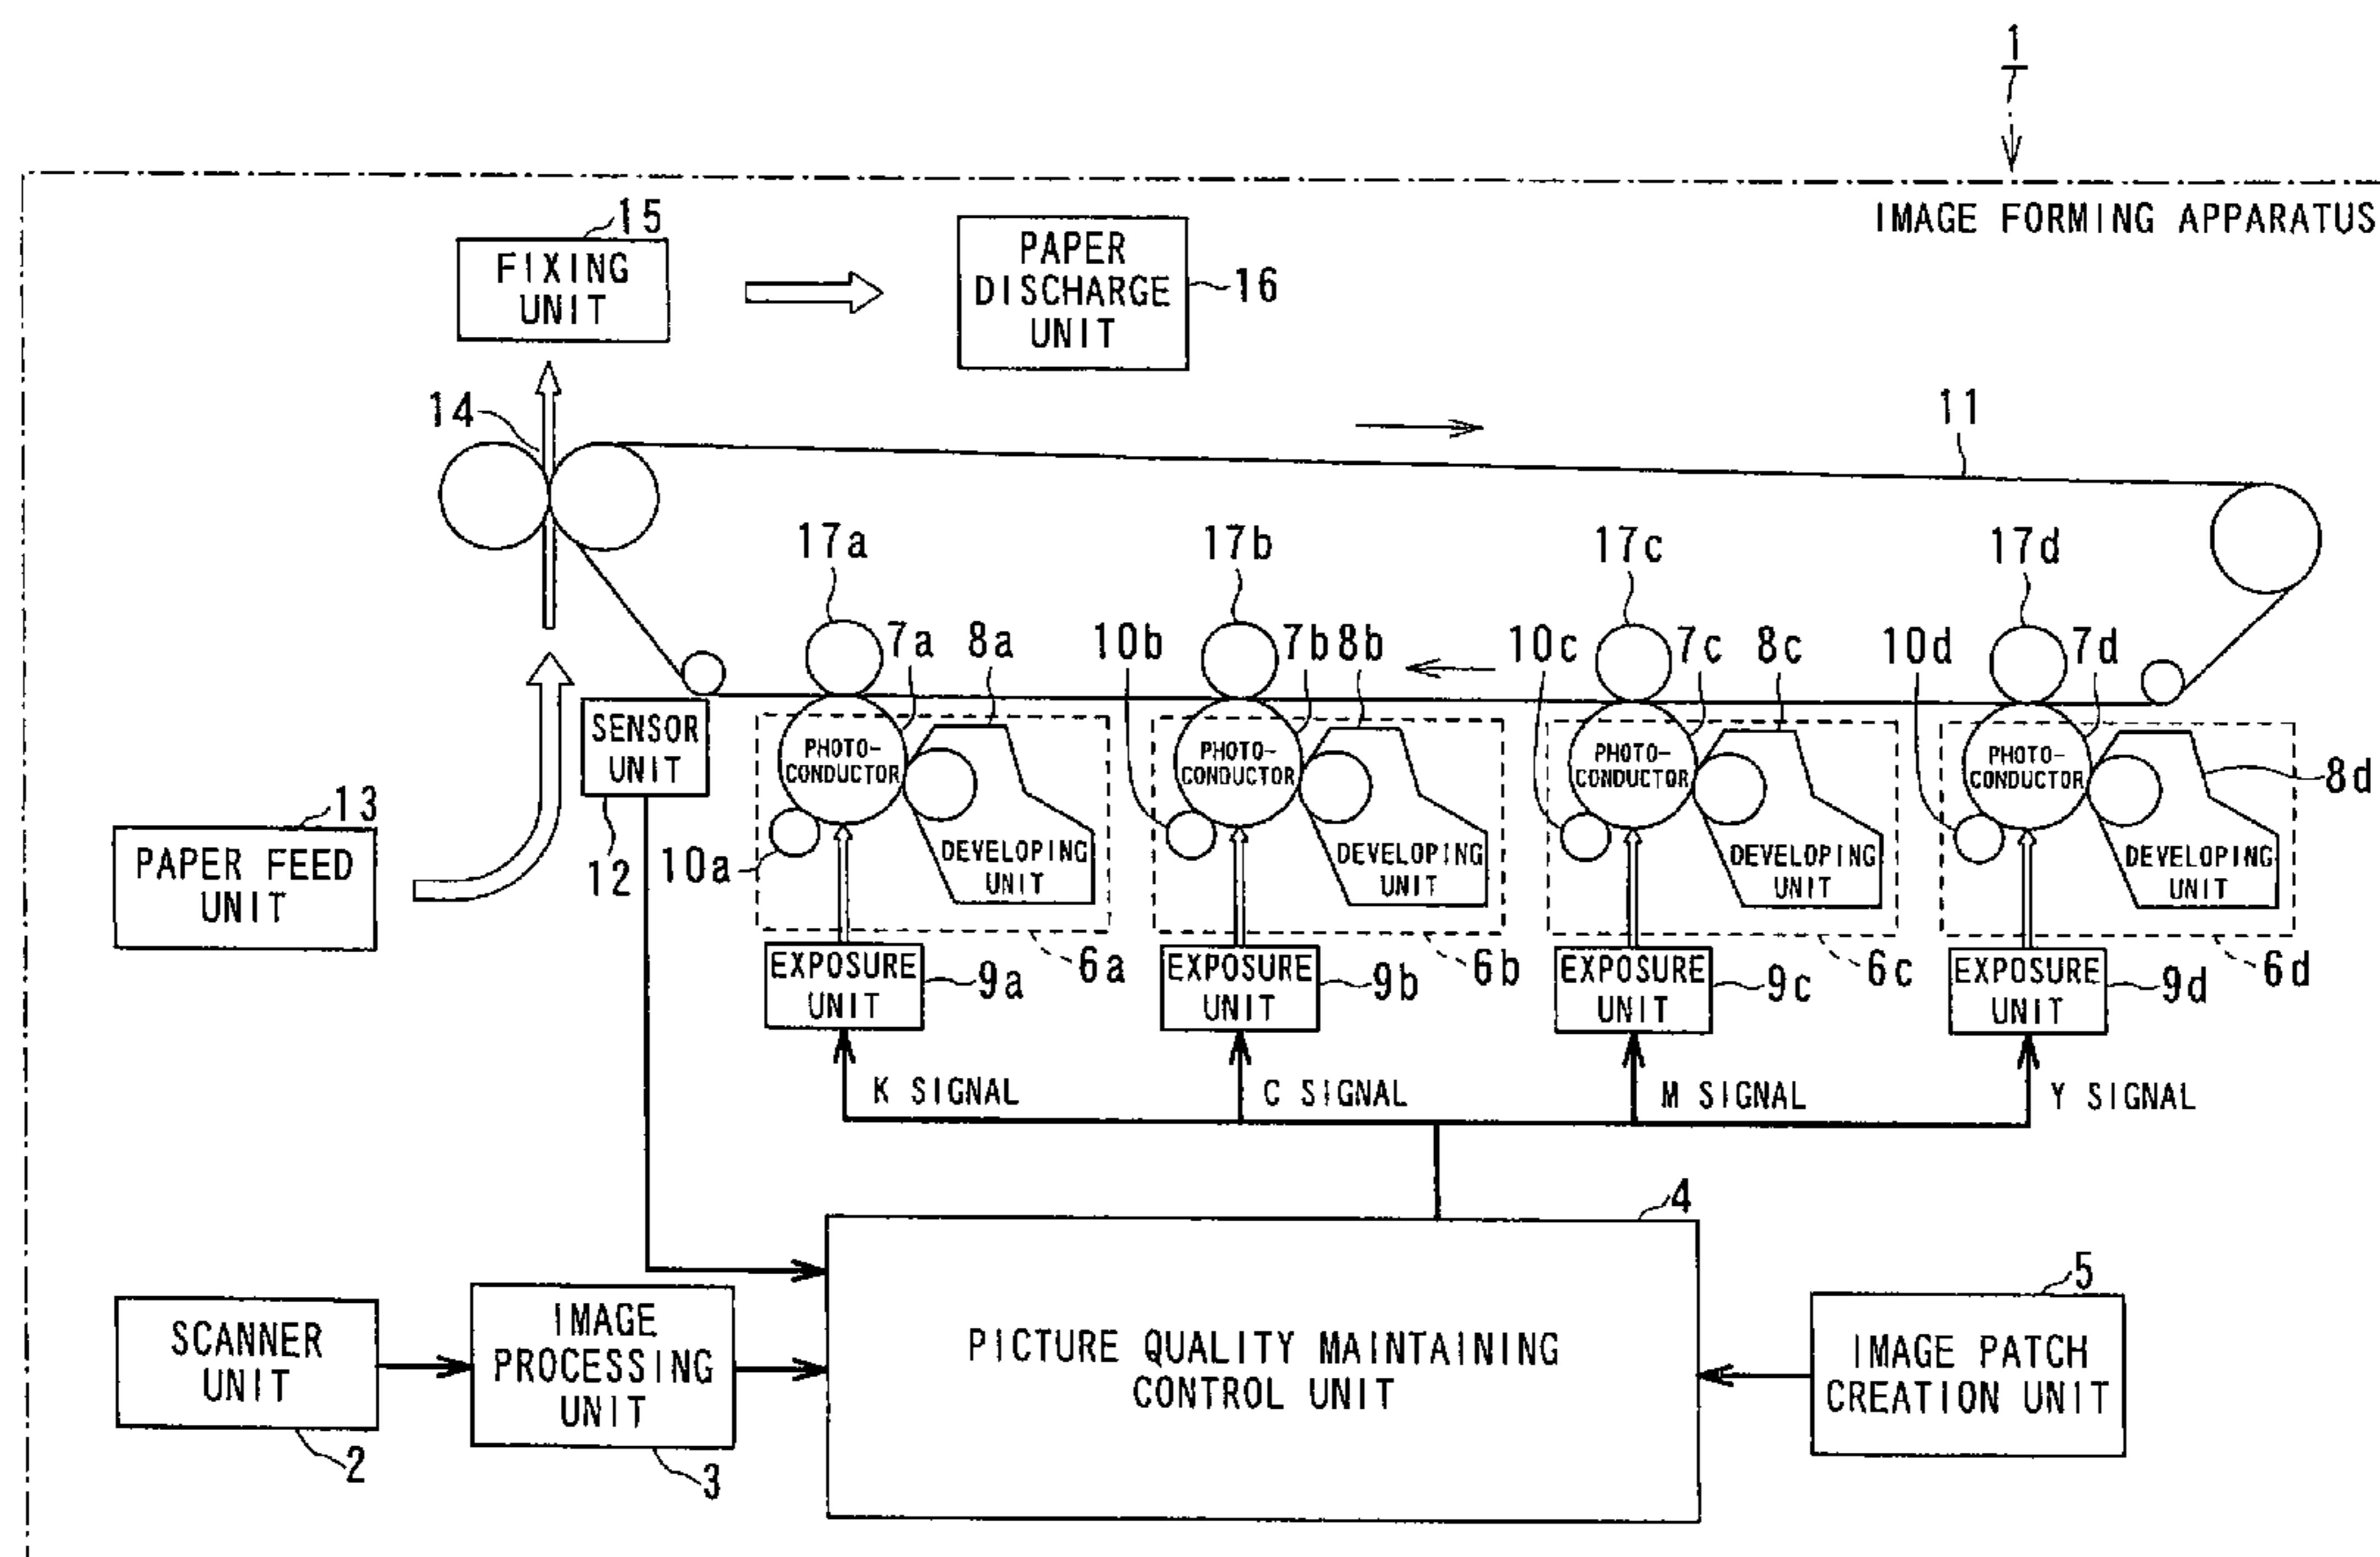 1
IMAGE FORMING APPARATUS
15
FIXING
UNIT
PAPER
DISCHARGE
UNIT
16
14
11
17a
17b
17c
17d
7a
8a
10b
7b
8b
10c
7c
8c
10d
7d
8d
SENSOR
UNIT
12
PHOTO-
CONDUCTOR
PHOTO-
CONDUCTOR
PHOTO-
CONDUCTOR
PHOTO-
CONDUCTOR
13
PAPER FEED
UNIT
10a
DEVELOPING
UNIT
DEVELOPING
UNIT
DEVELOPING
UNIT
DEVELOPING
UNIT
EXPOSURE
UNIT
9a
6a
EXPOSURE
UNIT
9b
6b
EXPOSURE
UNIT
9c
6c
EXPOSURE
UNIT
9d
6d
K SIGNAL
C SIGNAL
M SIGNAL
Y SIGNAL
4
SCANNER
UNIT
2
IMAGE
PROCESSING
UNIT
3
PICTURE QUALITY MAINTAINING
CONTROL UNIT
5
IMAGE PATCH
CREATION UNIT